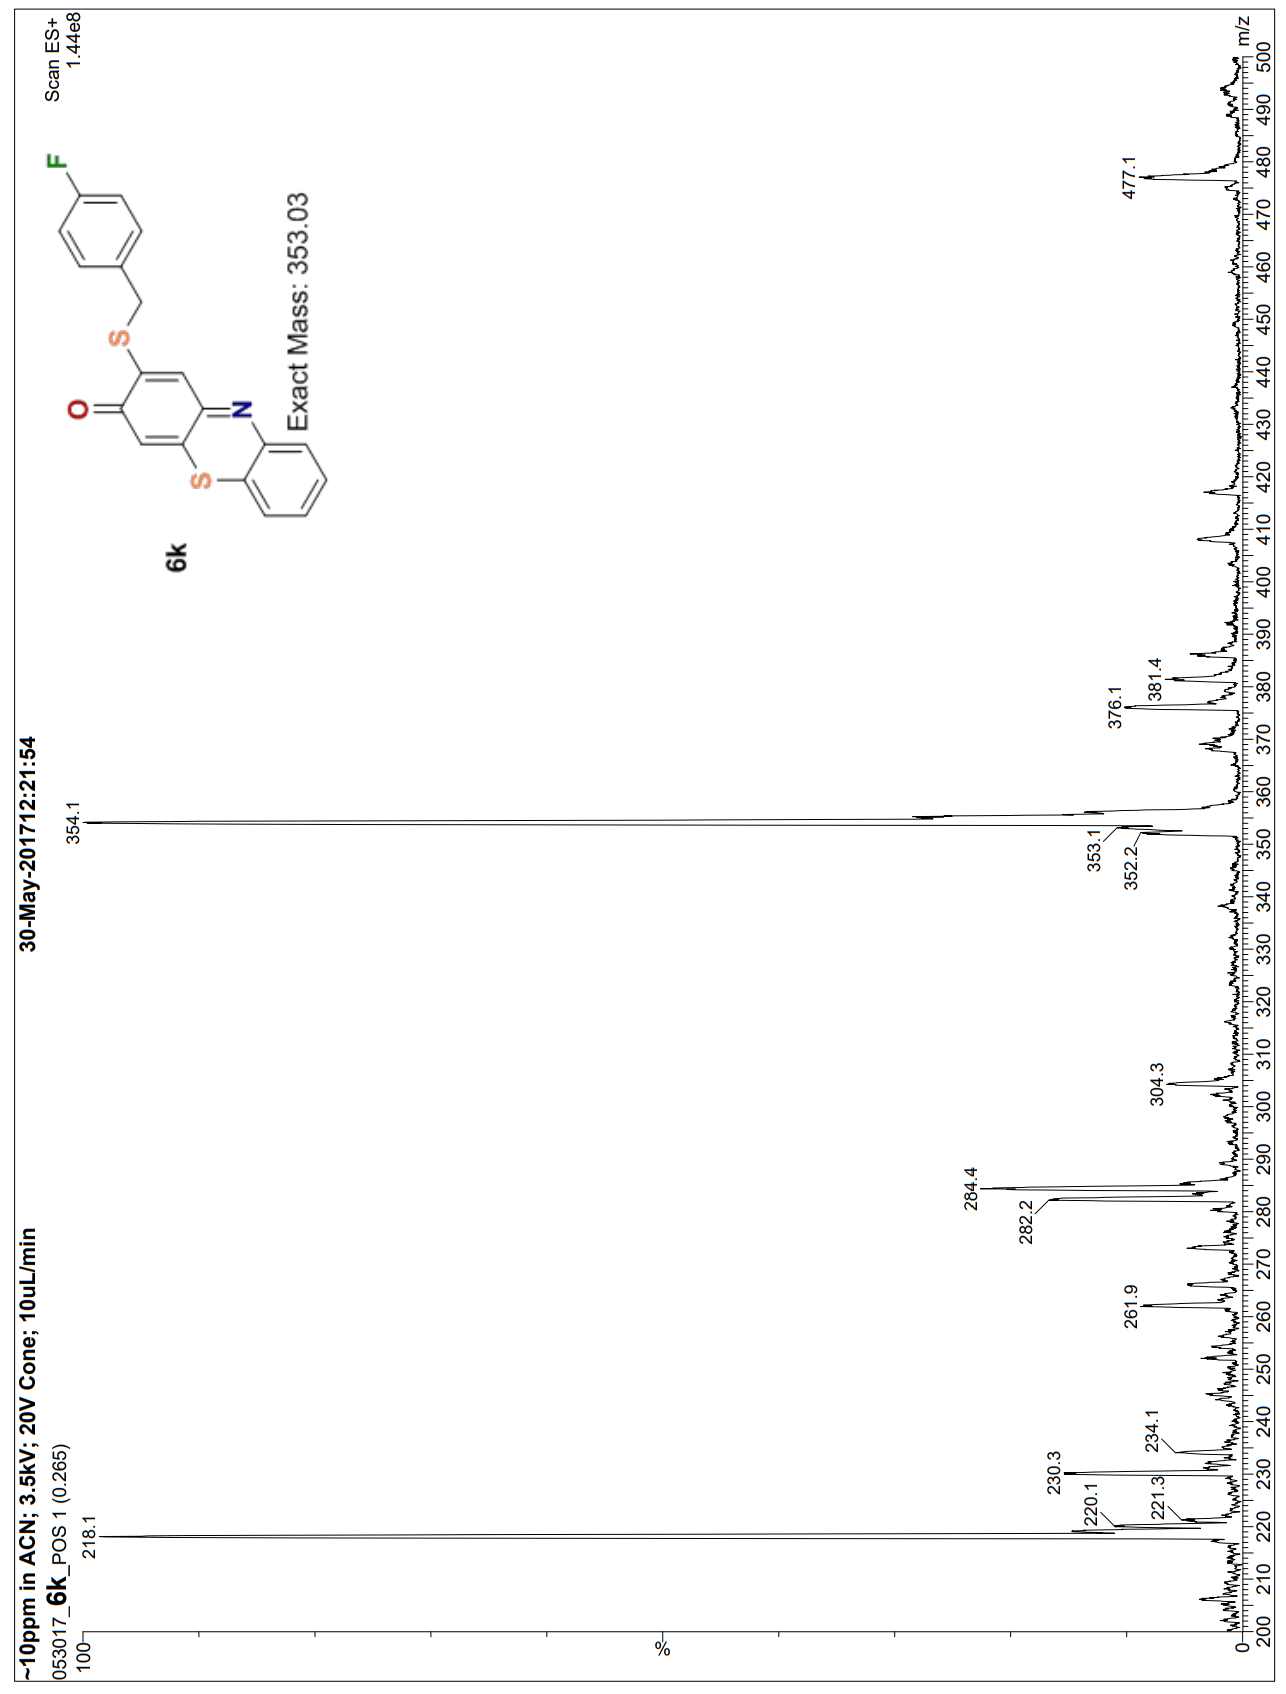 ~10ppm in ACN; 3.5kV; 20V Cone; 10uL/min 30-May-201712:21:54
053017_6k_POS 1 (0.265) Scan ES+
1.44e8
100
%
0
218.1
220.1
221.3
230.3
234.1
261.9
282.2
284.4
304.3
352.2
353.1
354.1
376.1
381.4
477.1
O
S
F
S
N
6k
Exact Mass: 353.03
200 210 220 230 240 250 260 270 280 290 300 310 320 330 340 350 360 370 380 390 400 410 420 430 440 450 460 470 480 490 500
m/z